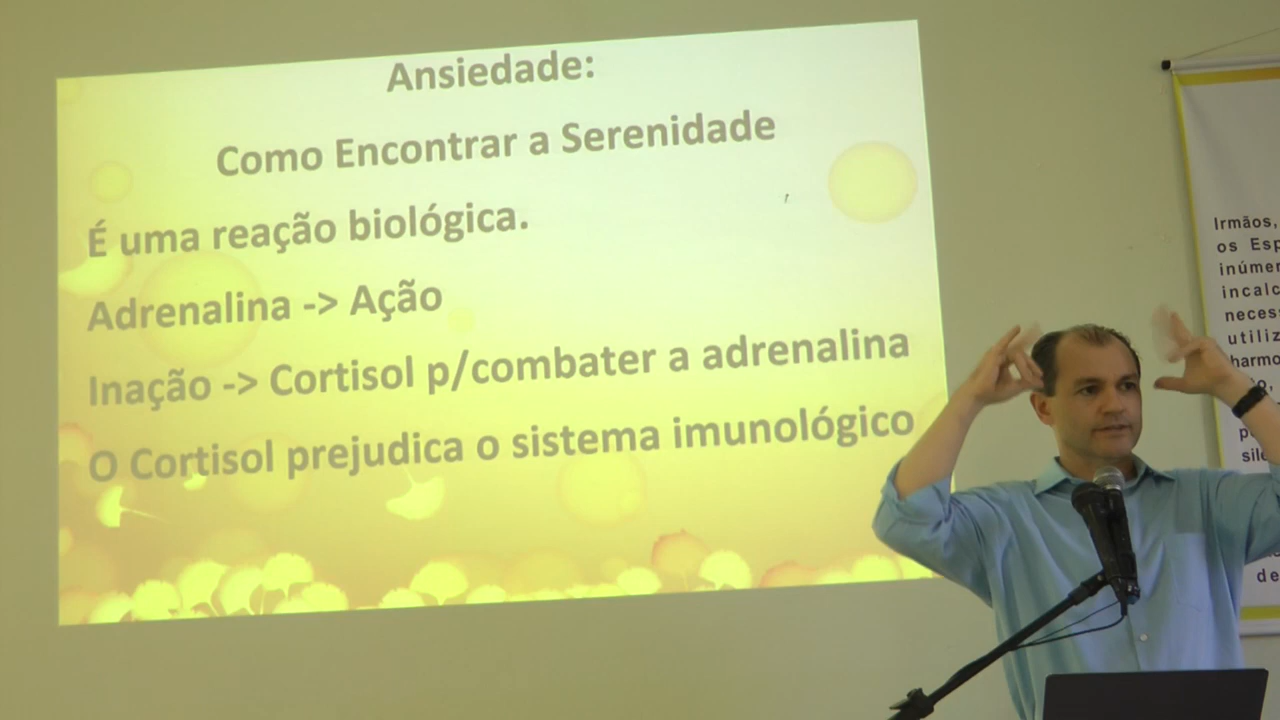 Ansiedade:
Como Encontrar a Serenidade
É uma reação biológica.
Adrenalina -> Ação
Inação -> Cortisol p/combater a adrenalina
O Cortisol prejudica o sistema imunológico
Irmãos,
os Esp
inúmer
incalc
neces
utiliz
harmo
sile
de